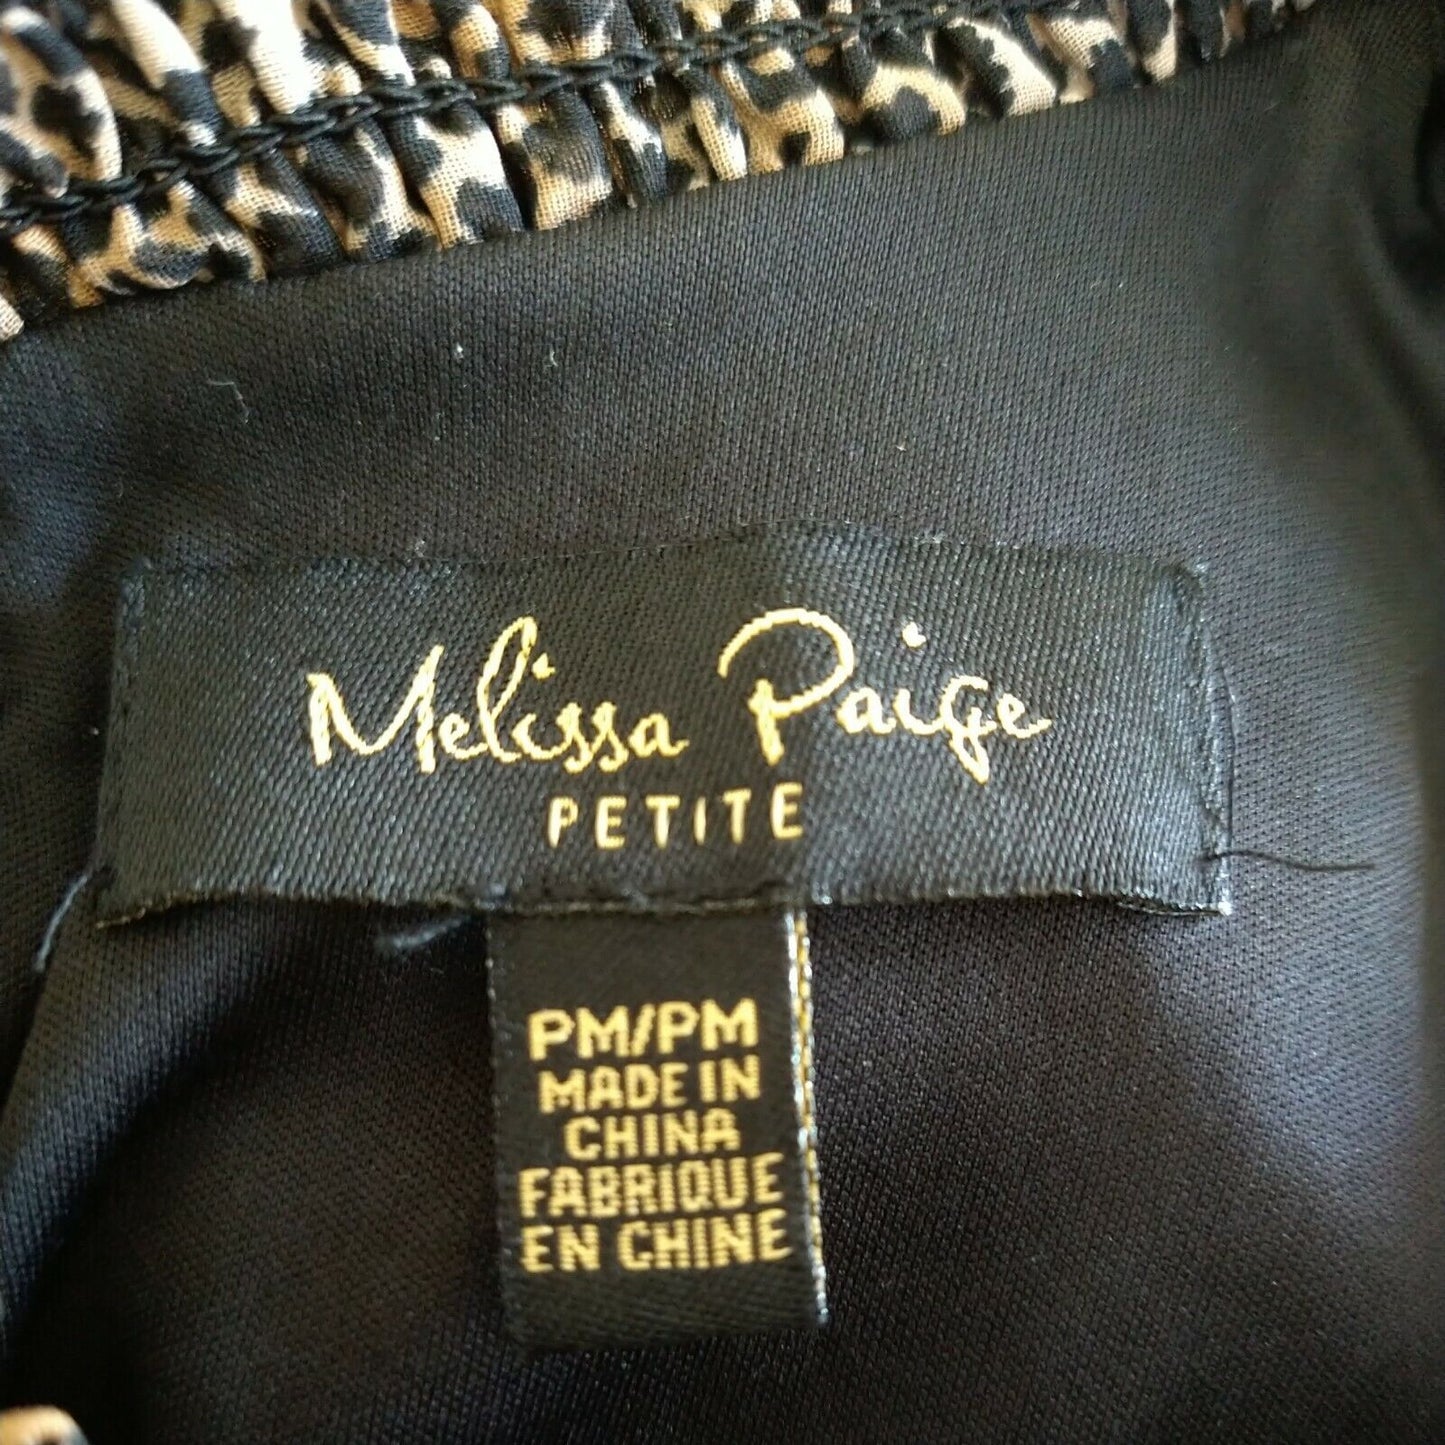 Melissa Paige
PETITE
PM/PM
MADE IN
CHINA
FABRIQUE
EN CHINE